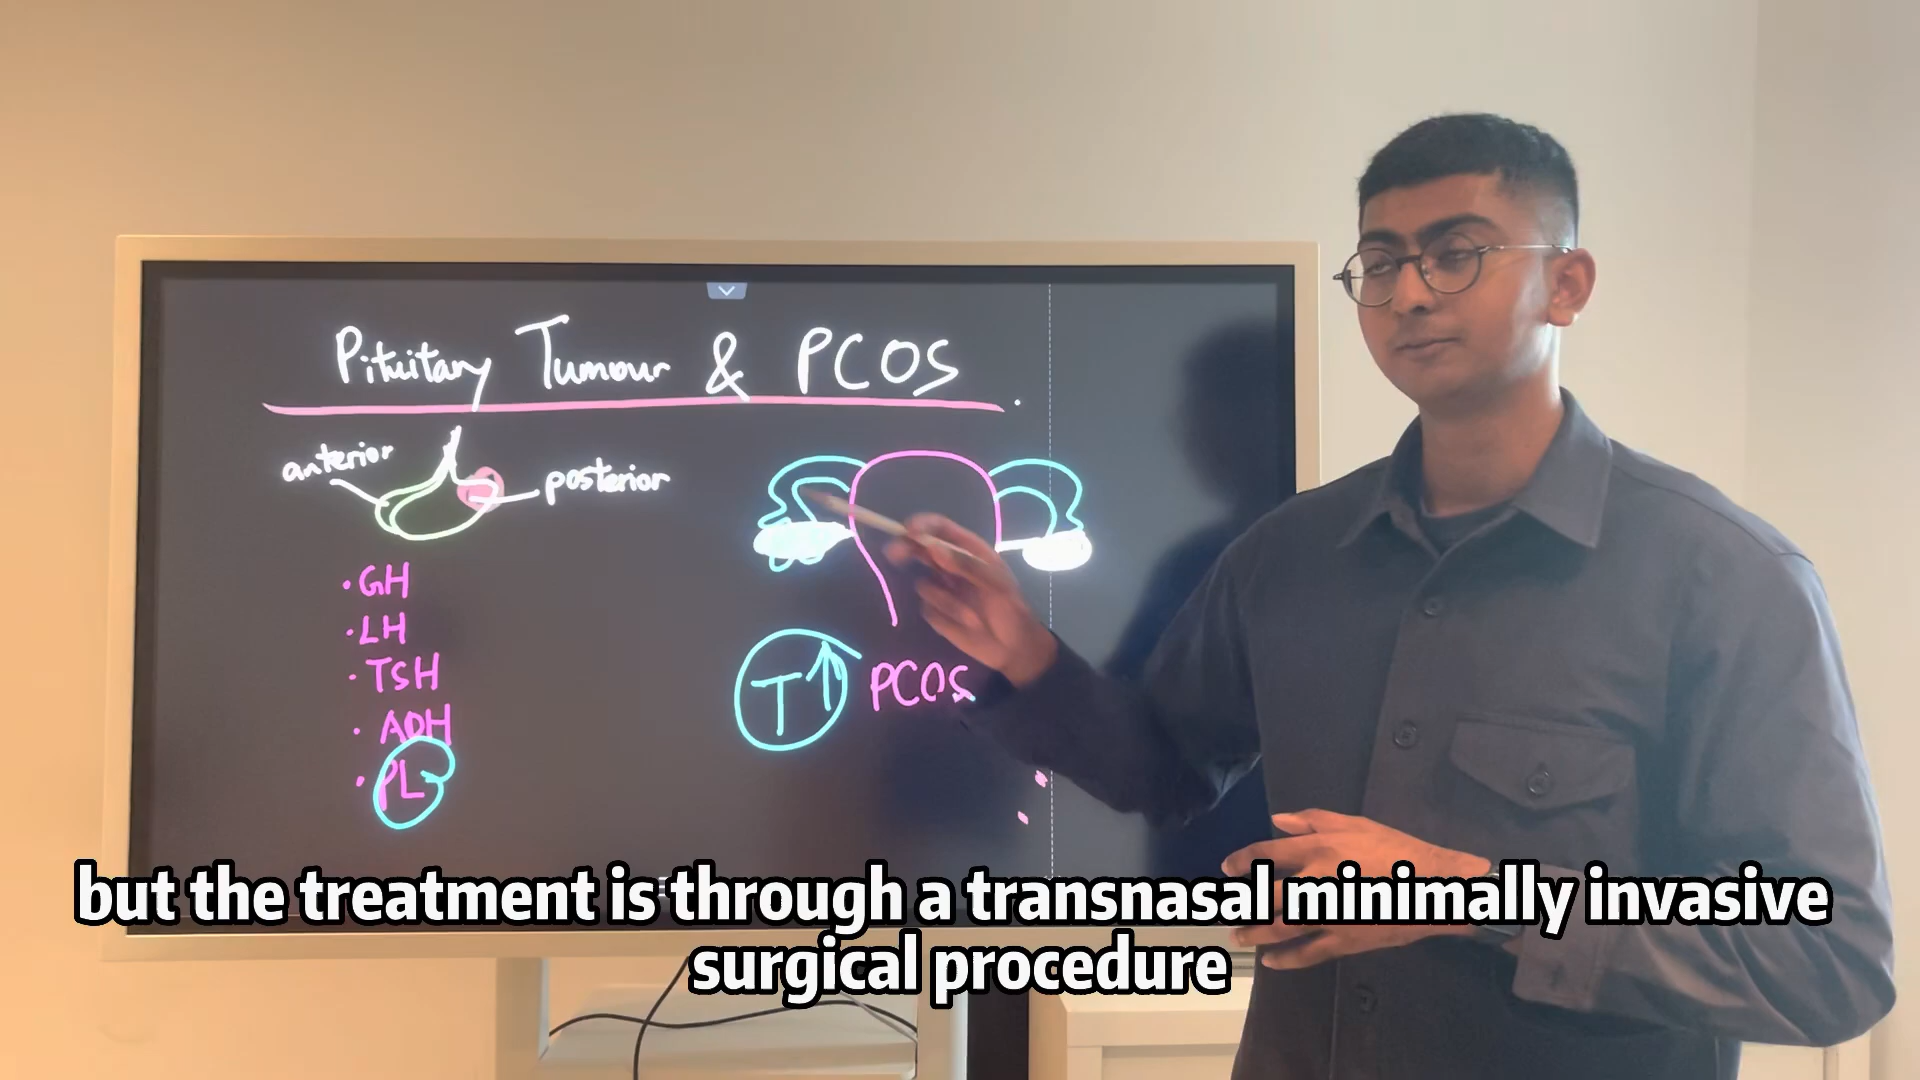 Pituitary Tumour & PCOS
anterior
posterior
• GH
• LH
• TSH
• ADH
• PL
T↑ PCOS
but the treatment is through a transnasal minimally invasive
surgical procedure